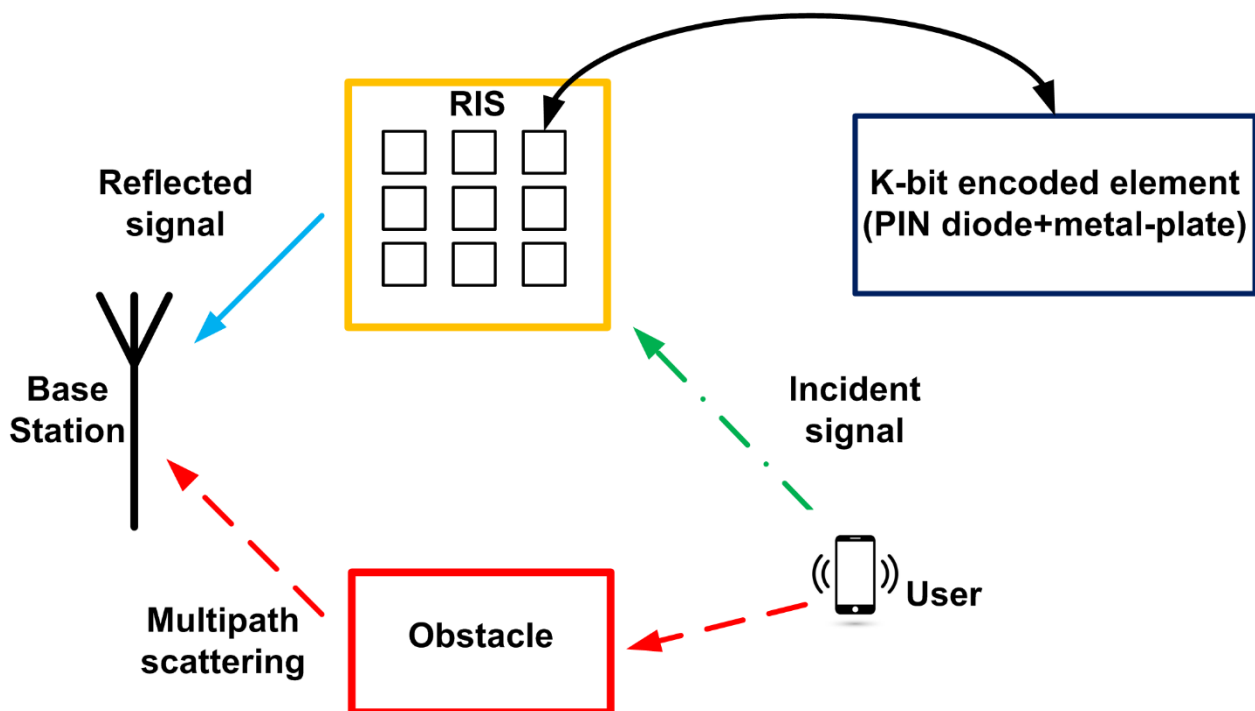 RIS
K-bit encoded element
(PIN diode+metal-plate)
Reflected
signal
Base
Station
Incident
signal
User
Multipath
scattering
Obstacle